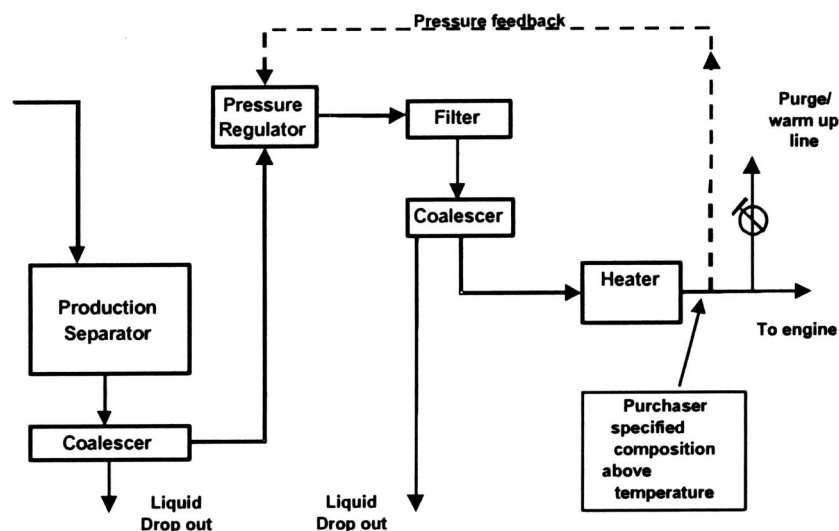 Pressure feedback
Pressure
Regulator
Filter
Purge/
warm up
line
Coalescer
Production
Separator
Heater
To engine
Coalescer
Purchaser
specified
composition
above
temperature
Liquid
Drop out
Liquid
Drop out